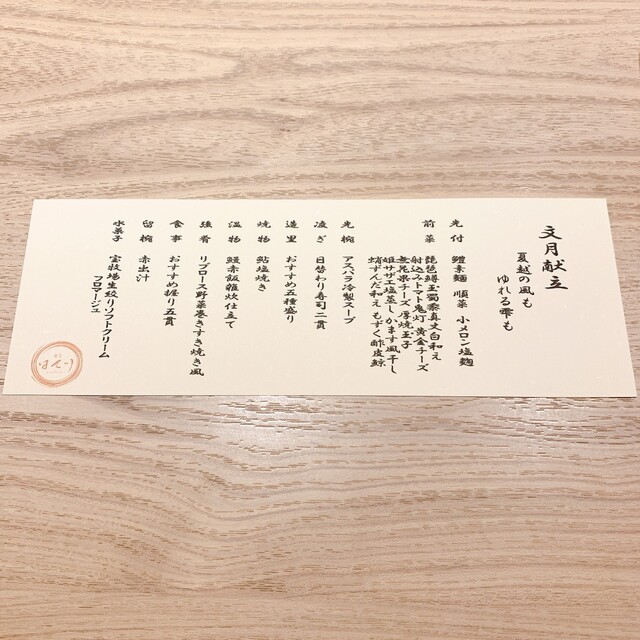 文月献立
夏越の風も
ゆれる雫も
先付 鱧素麺 順菜 小メロン塩麹
前菜 琵琶鱒玉蜀黍真丈白和え
射込みトマト鬼灯 黄金チーズ
無花果チーズ 厚焼玉子
姫サザエ塩蒸し かます風干し
蛸ずんだ和え もずく酢皮鯨
先椀 アスパラ冷製スープ
凌ぎ 日替わり寿司二貫
造里 おすすめ五種盛り
焼物 鮎塩焼き
温物 鰻赤飯雑炊仕立て
強肴 リブロース野菜巻きすき焼き風
食事 おすすめ握り五貫
留椀 赤出汁
水菓子 宝牧場生絞りソフトクリーム
フロマージュ